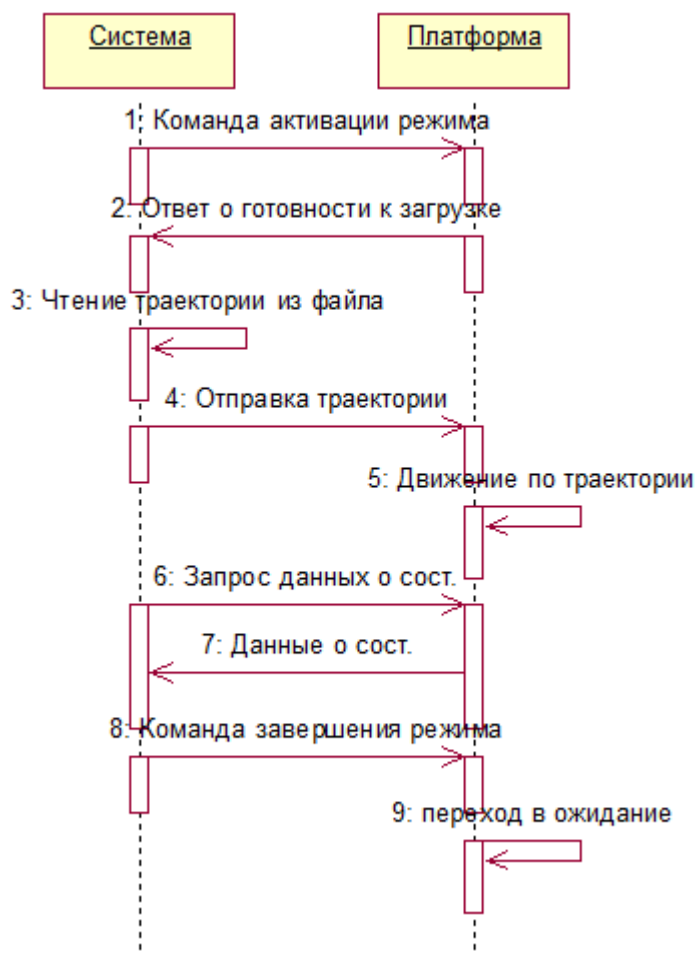 Система
Платформа
1: Команда активации режима
2: Ответ о готовности к загрузке
3: Чтение траектории из файла
4: Отправка траектории
5: Движение по траектории
6: Запрос данных о сост.
7: Данные о сост.
8: Команда завершения режима
9: переход в ожидание